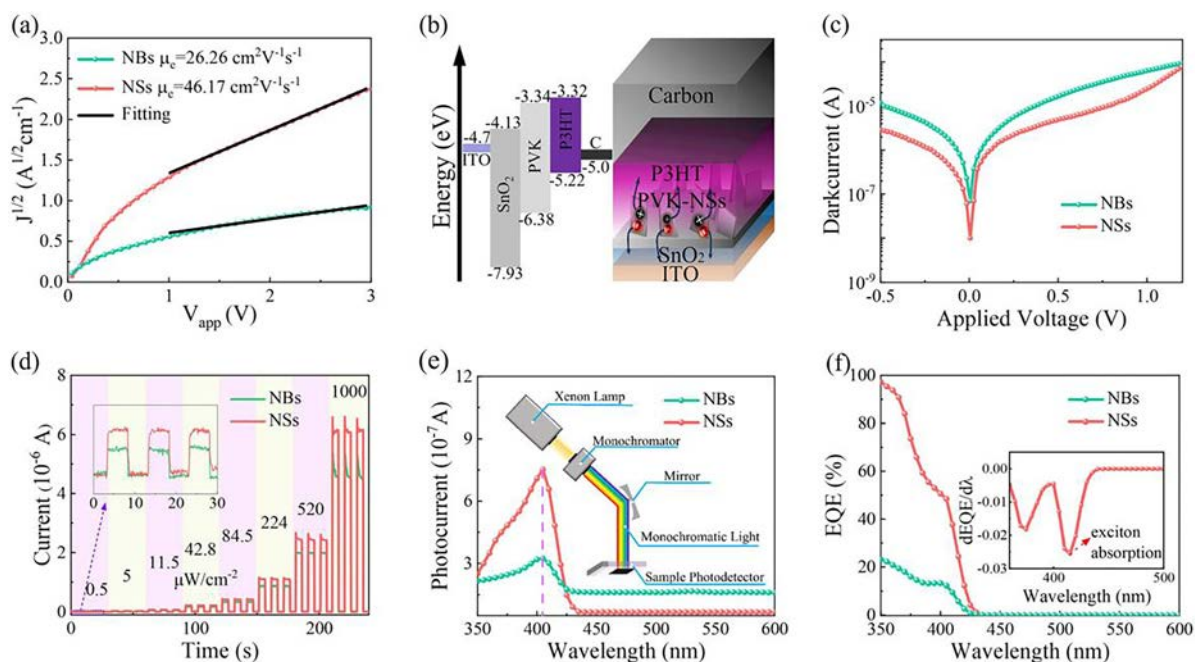 (a)
3.0
2.5
2.0
1.5
1.0
0.5
0.0
J^1/2 (A^1/2cm^-1)
NBs μe=26.26 cm²V⁻¹s⁻¹
NSs μe=46.17 cm²V⁻¹s⁻¹
Fitting
0 1 2 3
Vapp (V)
(b)
Energy (eV)
-4.7
ITO
-4.13
SnO₂
-7.93
-3.34
PVK
-6.38
-3.32
P3HT
-5.22
C
-5.0
Carbon
P3HT
PVK-NSs
SnO₂
ITO
(c)
Darkcurrent (A)
10⁻⁵
10⁻⁷
10⁻⁹
NBs
NSs
-0.5 0.0 0.5 1.0
Applied Voltage (V)
(d)
Current (10⁻⁶ A)
8
6
4
2
0
NBs
NSs
1000
0 10 20 30
520
224
84.5
42.8
11.5
μW/cm⁻²
5
0.5
0 100 200
Time (s)
(e)
Photocurrent (10⁻⁷A)
12
9
6
3
0
NBs
NSs
Xenon Lamp
Monochromator
Mirror
Monochromatic Light
Sample Photodetector
350 400 450 500 550 600
Wavelength (nm)
(f)
EQE (%)
100
80
60
40
20
0
NBs
NSs
dEQE/dλ
0.00
-0.01
-0.02
-0.03
exciton
absorption
400 500
Wavelength (nm)
350 400 450 500 550 600
Wavelength (nm)